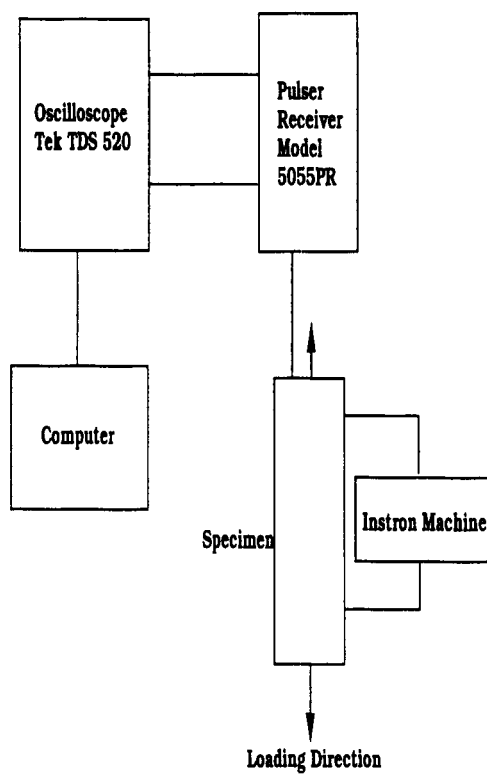 Oscilloscope
Tek TDS 520
Pulser
Receiver
Model
5055PR
Computer
Specimen
Instron Machine
Loading Direction